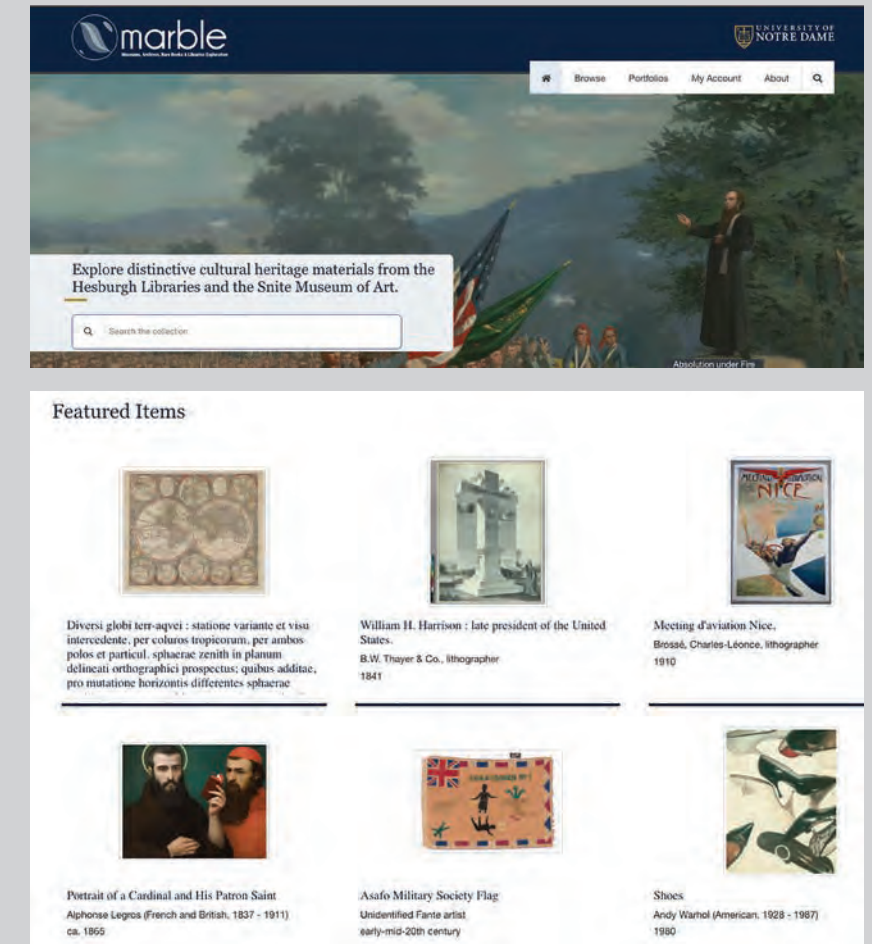 marble
Museums, Archives, Rare Books & Libraries Exploration
UNIVERSITY OF
NOTRE DAME
Browse
Portfolios
My Account
About
Explore distinctive cultural heritage materials from the
Hesburgh Libraries and the Snite Museum of Art.
Search the collection
Absolution under Fire
Featured Items
MEETING D'AVIATION
NICE
Diversi globi terr-aqvei : statione variante et visu
intercedente, per coluros tropicorum, per ambos
polos et particul. sphaerae zenith in planum
delineati orthographici prospectus; quibus additae,
pro mutatione horizontis differentes sphaerae
William H. Harrison : late president of the United
States.
B.W. Thayer & Co., lithographer
1841
Meeting d'aviation Nice,
Brossé, Charles-Léonce, lithographer
1910
Portrait of a Cardinal and His Patron Saint
Alphonse Legros (French and British, 1837 - 1911)
ca. 1865
Asafo Military Society Flag
Unidentified Fante artist
early-mid-20th century
Shoes
Andy Warhol (American, 1928 - 1987)
1980